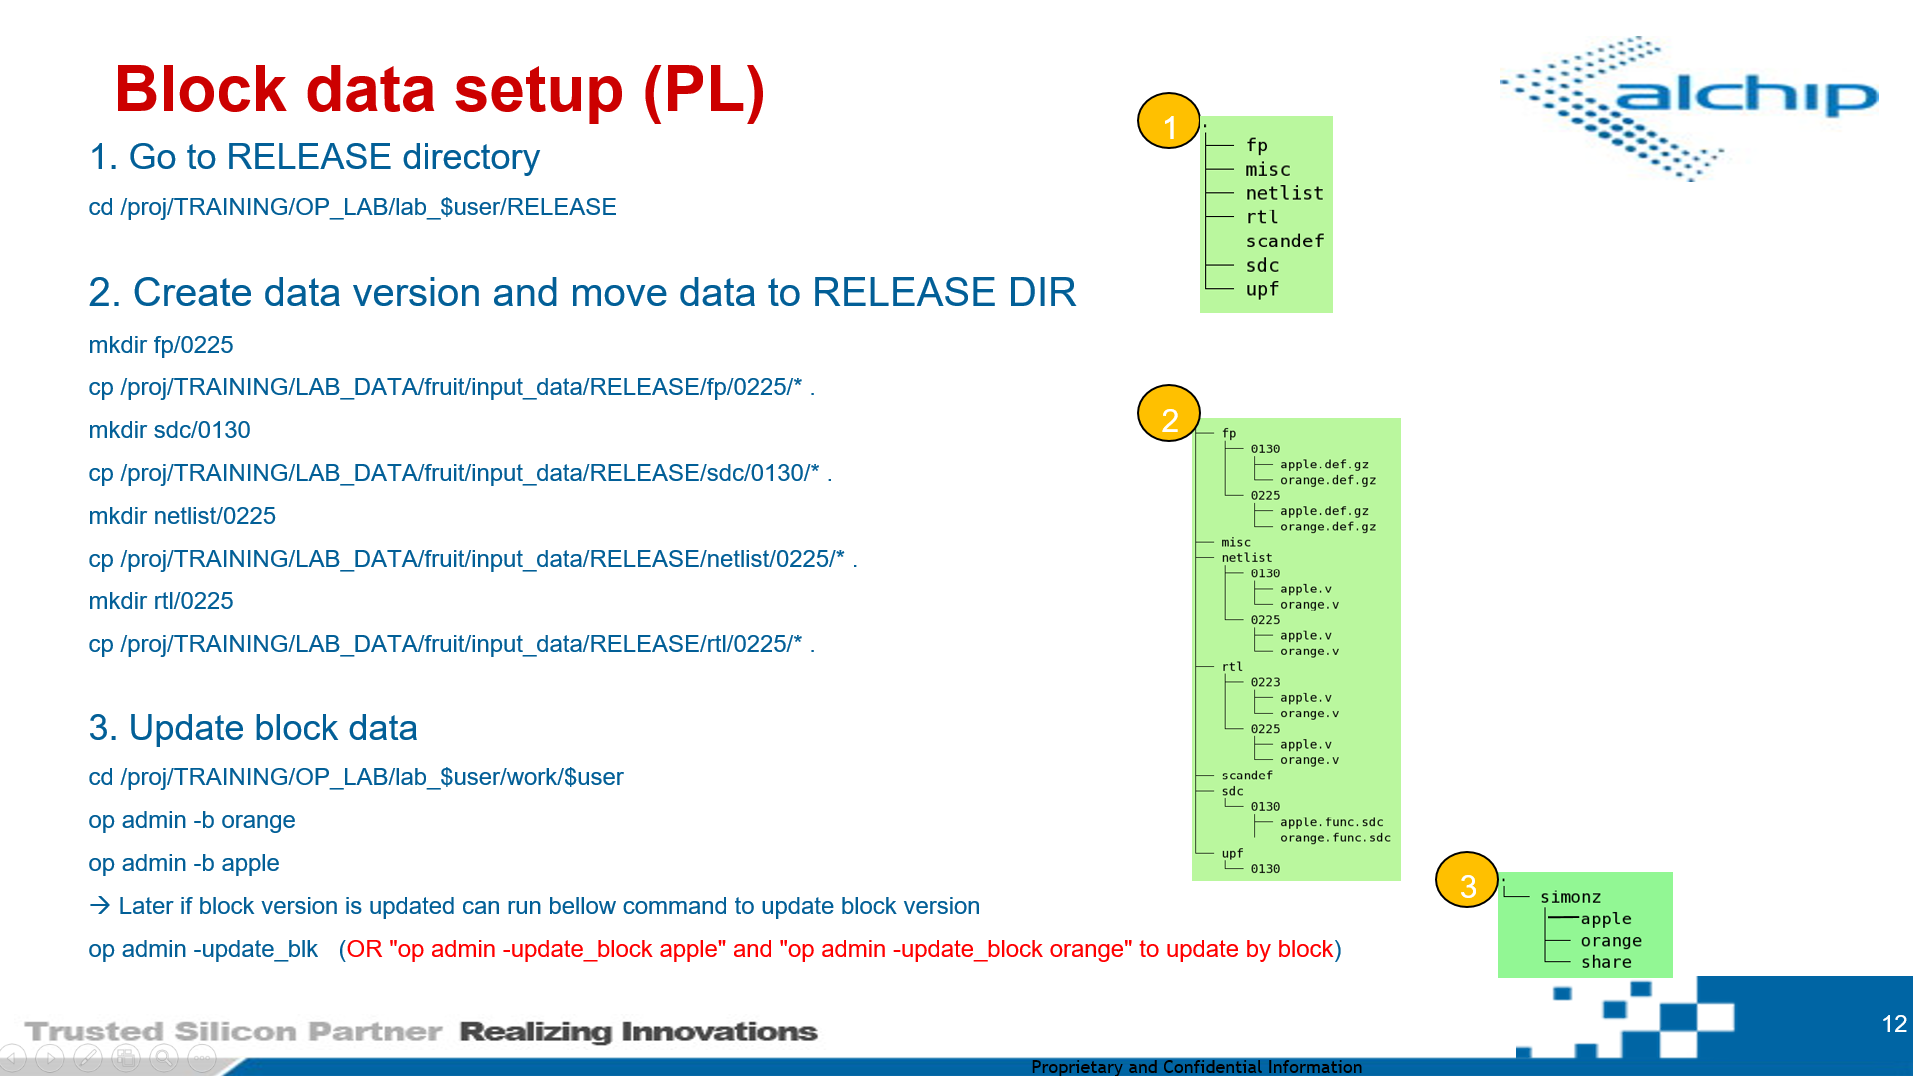 Block data setup (PL)
1. Go to RELEASE directory
cd /proj/TRAINING/OP_LAB/lab_$user/RELEASE
2. Create data version and move data to RELEASE DIR
mkdir fp/0225
cp /proj/TRAINING/LAB_DATA/fruit/input_data/RELEASE/fp/0225/* .
mkdir sdc/0130
cp /proj/TRAINING/LAB_DATA/fruit/input_data/RELEASE/sdc/0130/* .
mkdir netlist/0225
cp /proj/TRAINING/LAB_DATA/fruit/input_data/RELEASE/netlist/0225/* .
mkdir rtl/0225
cp /proj/TRAINING/LAB_DATA/fruit/input_data/RELEASE/rtl/0225/* .
3. Update block data
cd /proj/TRAINING/OP_LAB/lab_$user/work/$user
op admin -b orange
op admin -b apple
→ Later if block version is updated can run bellow command to update block version
op admin -update_blk (OR "op admin -update_block apple" and "op admin -update_block orange" to update by block)
1
.
fp
misc
netlist
rtl
scandef
sdc
upf
2
fp
0130
apple.def.gz
orange.def.gz
0225
apple.def.gz
orange.def.gz
misc
netlist
0130
apple.v
orange.v
0225
apple.v
orange.v
rtl
0223
apple.v
orange.v
0225
apple.v
orange.v
scandef
sdc
0130
apple.func.sdc
orange.func.sdc
upf
0130
3
.
simonz
apple
orange
share
alchip
Trusted Silicon Partner Realizing Innovations
Proprietary and Confidential Information
12